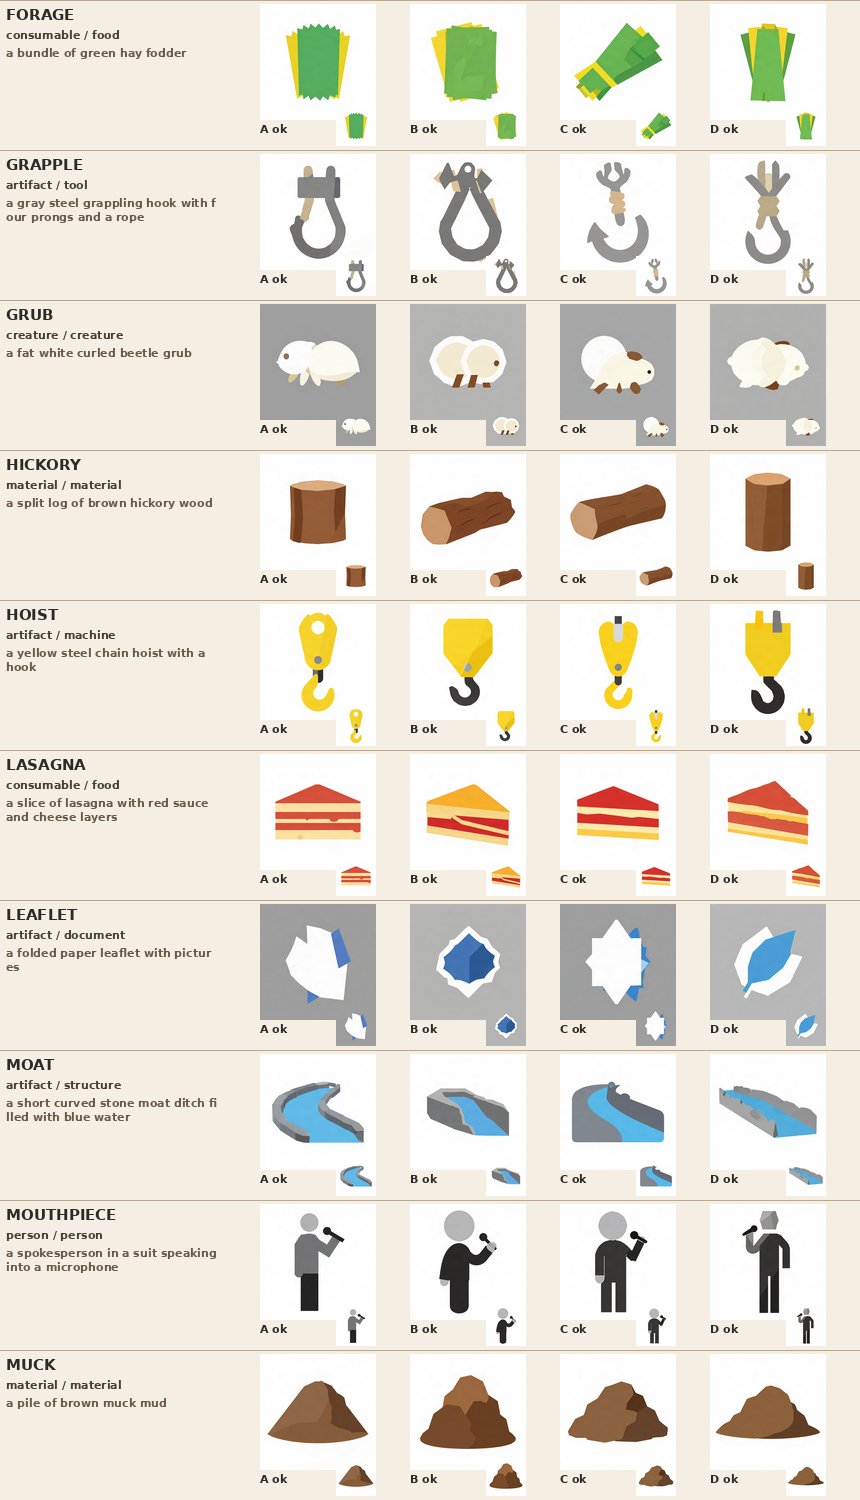 FORAGE
consumable / food
a bundle of green hay fodder
A ok
B ok
C ok
D ok
GRAPPLE
artifact / tool
a gray steel grappling hook with f
our prongs and a rope
A ok
B ok
C ok
D ok
GRUB
creature / creature
a fat white curled beetle grub
A ok
B ok
C ok
D ok
HICKORY
material / material
a split log of brown hickory wood
A ok
B ok
C ok
D ok
HOIST
artifact / machine
a yellow steel chain hoist with a
hook
A ok
B ok
C ok
D ok
LASAGNA
consumable / food
a slice of lasagna with red sauce
and cheese layers
A ok
B ok
C ok
D ok
LEAFLET
artifact / document
a folded paper leaflet with pictur
es
A ok
B ok
C ok
D ok
MOAT
artifact / structure
a short curved stone moat ditch fi
lled with blue water
A ok
B ok
C ok
D ok
MOUTHPIECE
person / person
a spokesperson in a suit speaking
into a microphone
A ok
B ok
C ok
D ok
MUCK
material / material
a pile of brown muck mud
A ok
B ok
C ok
D ok